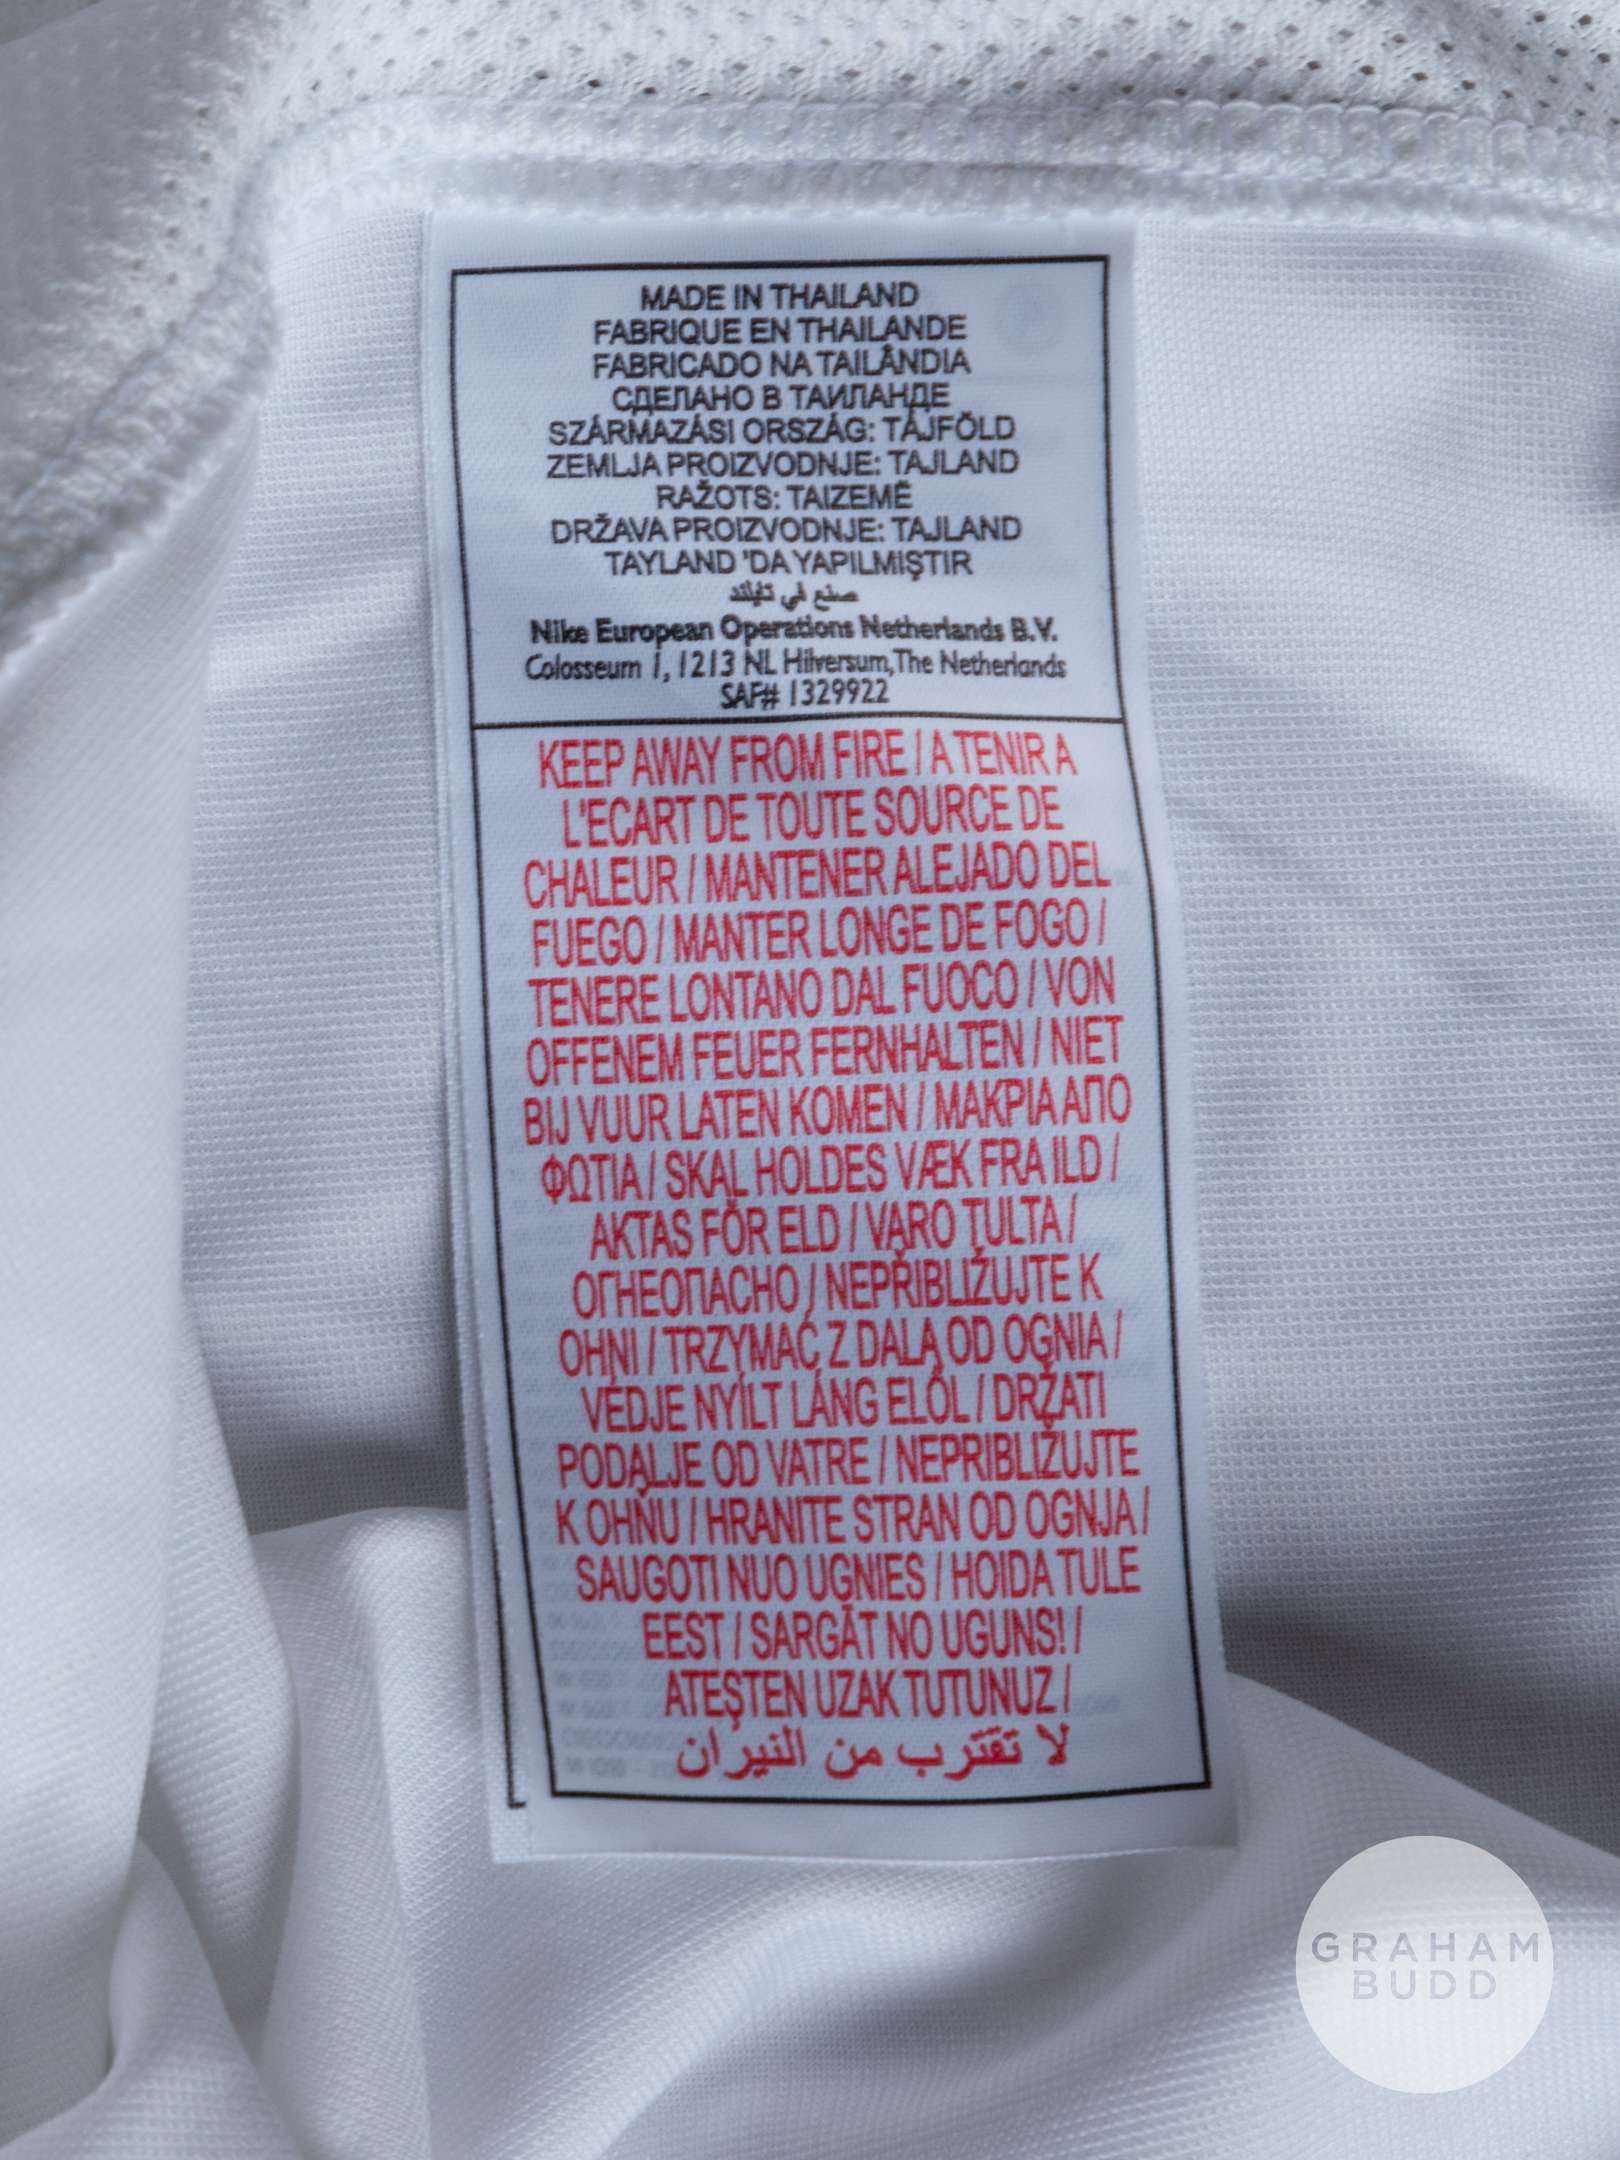 MADE IN THAILAND
FABRIQUE EN THAILANDE
FABRICADO NA TAILÂNDIA
СДЕЛАНО В ТАИЛАНДЕ
SZÁRMAZÁSI ORSZÁG: TÁJFÖLD
ZEMLJA PROIZVODNJE: TAJLAND
RAŽOTS: TAIZEMĒ
DRŽAVA PROIZVODNJE: TAJLAND
TAYLAND 'DA YAPILMIŞTIR
صنع في تايلند
Nike European Operations Netherlands B.V.
Colosseum 1, 1213 NL Hilversum,The Netherlands
SAF# 1329922
KEEP AWAY FROM FIRE / A TENIR A
L'ECART DE TOUTE SOURCE DE
CHALEUR / MANTENER ALEJADO DEL
FUEGO / MANTER LONGE DE FOGO /
TENERE LONTANO DAL FUOCO / VON
OFFENEM FEUER FERNHALTEN / NIET
BIJ VUUR LATEN KOMEN / ΜΑΚΡΙΑ ΑΠΟ
ΦΩΤΙΑ / SKAL HOLDES VÆK FRA ILD /
AKTAS FÖR ELD / VARO TULTA /
ОГНЕОПАСНО / NEPŘIBLIŽUJTE K
OHNI / TRZYMAĆ Z DALA OD OGNIA /
VÉDJE NYÍLT LÁNG ELŐL / DRŽATI
PODALJE OD VATRE / NEPRIBLIŽUJTE
K OHŇU / HRANITE STRAN OD OGNJA /
SAUGOTI NUO UGNIES / HOIDA TULE
EEST / SARGĀT NO UGUNS! /
ATEŞTEN UZAK TUTUNUZ /
لا تقترب من النيران
GRAHAM
BUDD